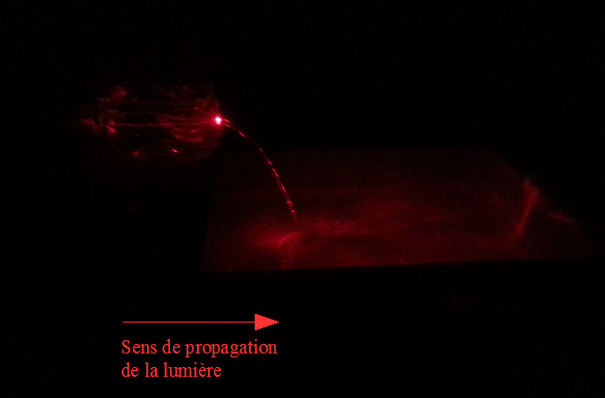 Sens de propagation
de la lumière